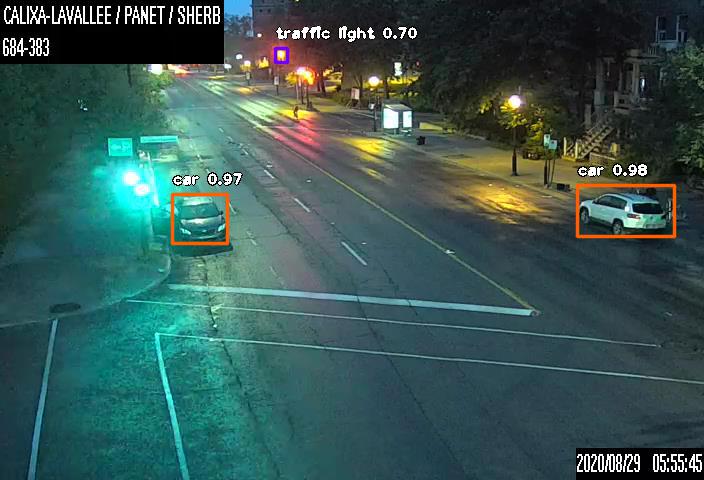 CALIXA-LAVALLEE / PANET / SHERB
684-383
traffic light 0.70
car 0.97
car 0.98
2020/08/29 05:55:45